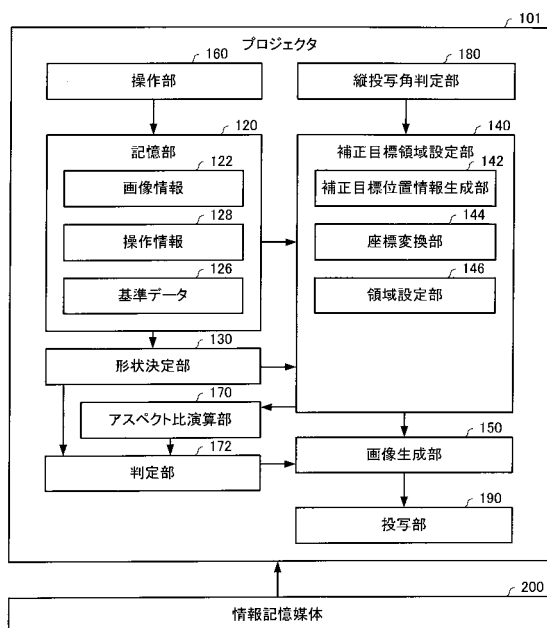 101
プロジェクタ
160
操作部
180
縦投写角判定部
120
記憶部
122
画像情報
128
操作情報
126
基準データ
140
補正目標領域設定部
142
補正目標位置情報生成部
144
座標変換部
146
領域設定部
130
形状決定部
170
アスペクト比演算部
172
判定部
150
画像生成部
190
投写部
200
情報記憶媒体